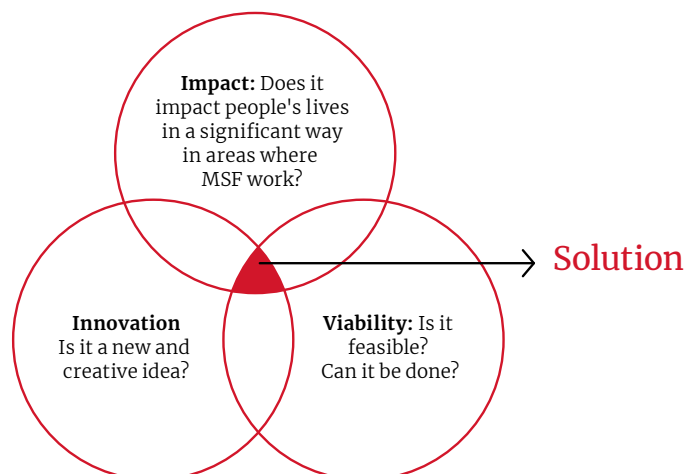 Impact: Does it
impact people's lives
in a significant way
in areas where
MSF work?
Solution
Innovation
Is it a new and
creative idea?
Viability: Is it
feasible?
Can it be done?